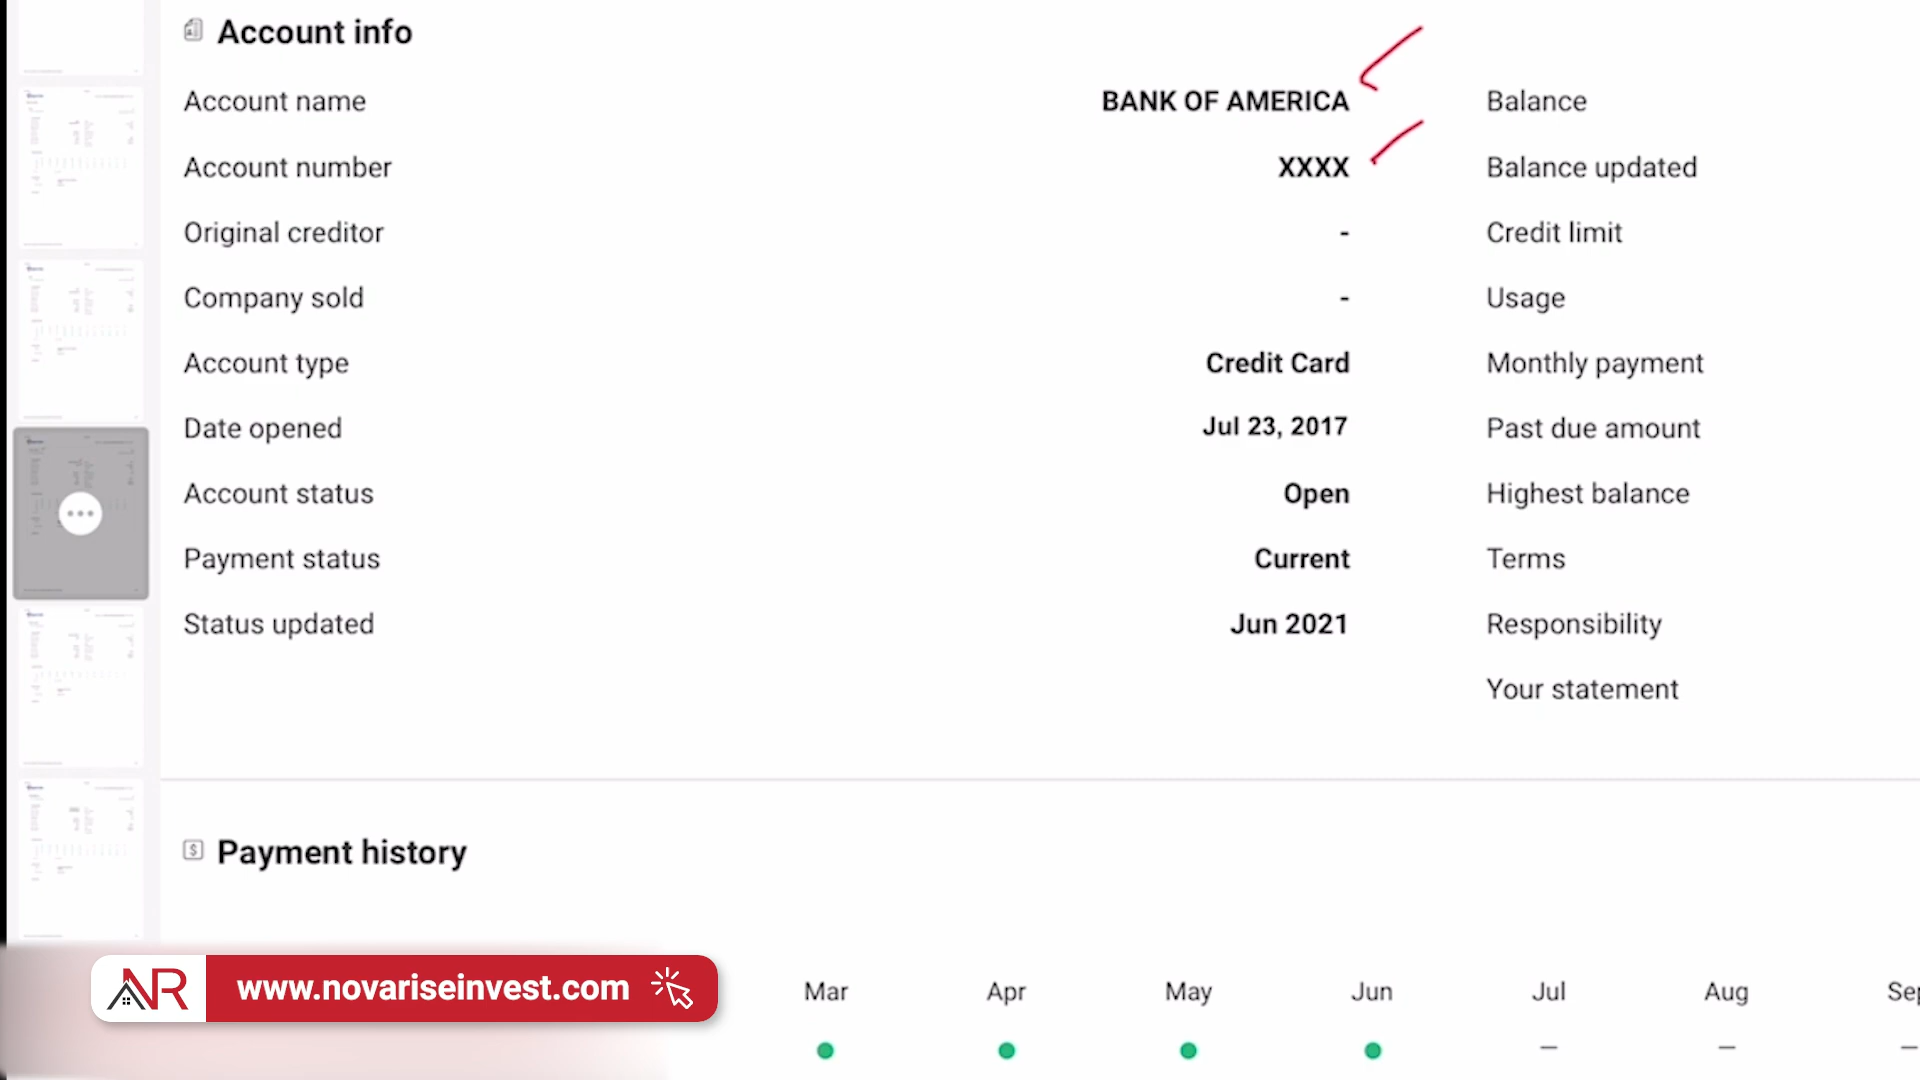 Account info
Account name BANK OF AMERICA Balance
Account number XXXX Balance updated
Original creditor - Credit limit
Company sold - Usage
Account type Credit Card Monthly payment
Date opened Jul 23, 2017 Past due amount
Account status Open Highest balance
Payment status Current Terms
Status updated Jun 2021 Responsibility
Your statement
$ Payment history
NR www.novariseinvest.com
Mar Apr May Jun Jul Aug
– – –